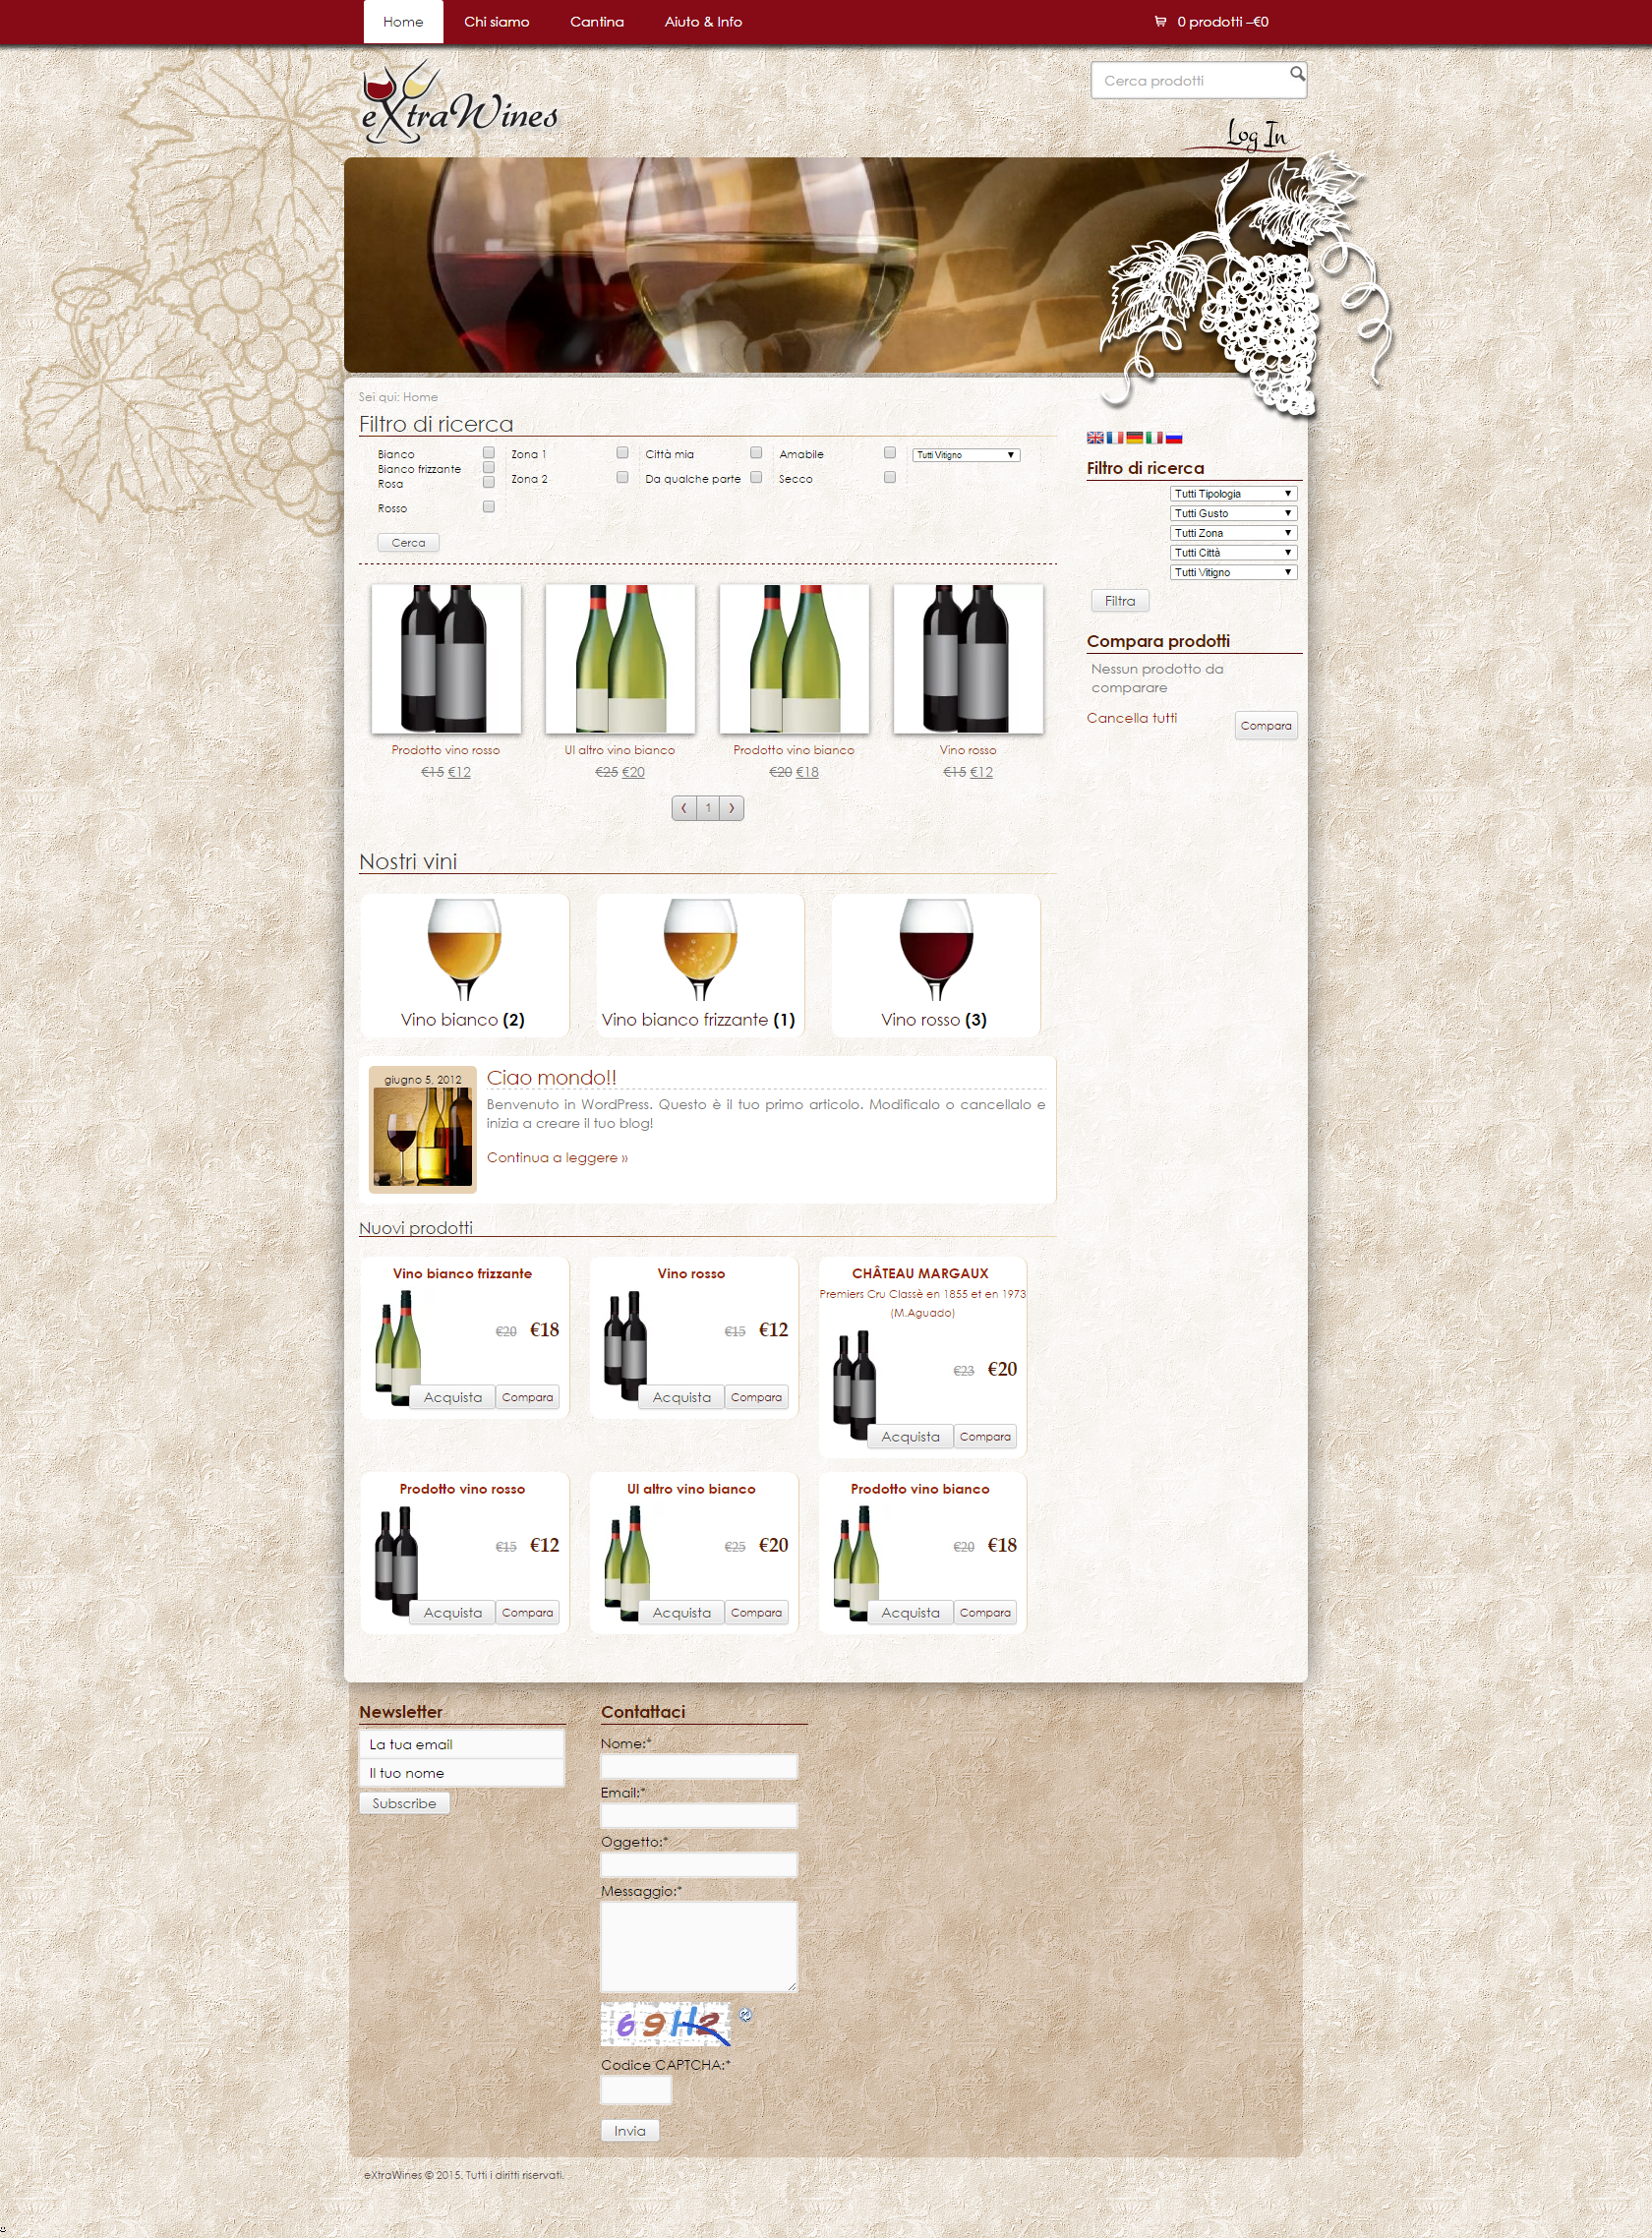 Home Chi siamo Cantina Aiuto & Info 0 prodotti –€0
eXtraWines
Cerca prodotti
Log In
Sei qui: Home
Filtro di ricerca
Bianco Zona 1 Città mia Amabile Tutti Vitigno
Bianco frizzante
Rosa Zona 2 Da qualche parte Secco
Rosso
Cerca
Prodotto vino rosso
€15 €12
Ul altro vino bianco
€25 €20
Prodotto vino bianco
€20 €18
Vino rosso
€15 €12
‹ 1 ›
Filtro di ricerca
Tutti Tipologia
Tutti Gusto
Tutti Zona
Tutti Città
Tutti Vitigno
Filtra
Compara prodotti
Nessun prodotto da
comparare
Cancella tutti Compara
Nostri vini
Vino bianco (2)
Vino bianco frizzante (1)
Vino rosso (3)
giugno 5, 2012
Ciao mondo!!
Benvenuto in WordPress. Questo è il tuo primo articolo. Modificalo o cancellalo e
inizia a creare il tuo blog!
Continua a leggere »
Nuovi prodotti
Vino bianco frizzante
€20 €18
Acquista Compara
Vino rosso
€15 €12
Acquista Compara
CHÂTEAU MARGAUX
Premiers Cru Classè en 1855 et en 1973
(M.Aguado)
€23 €20
Acquista Compara
Prodotto vino rosso
€15 €12
Acquista Compara
Ul altro vino bianco
€25 €20
Acquista Compara
Prodotto vino bianco
€20 €18
Acquista Compara
Newsletter
La tua email
Il tuo nome
Subscribe
Contattaci
Nome:*
Email:*
Oggetto:*
Messaggio:*
69H2
Codice CAPTCHA:*
Invia
eXtraWines © 2015. Tutti i diritti riservati.